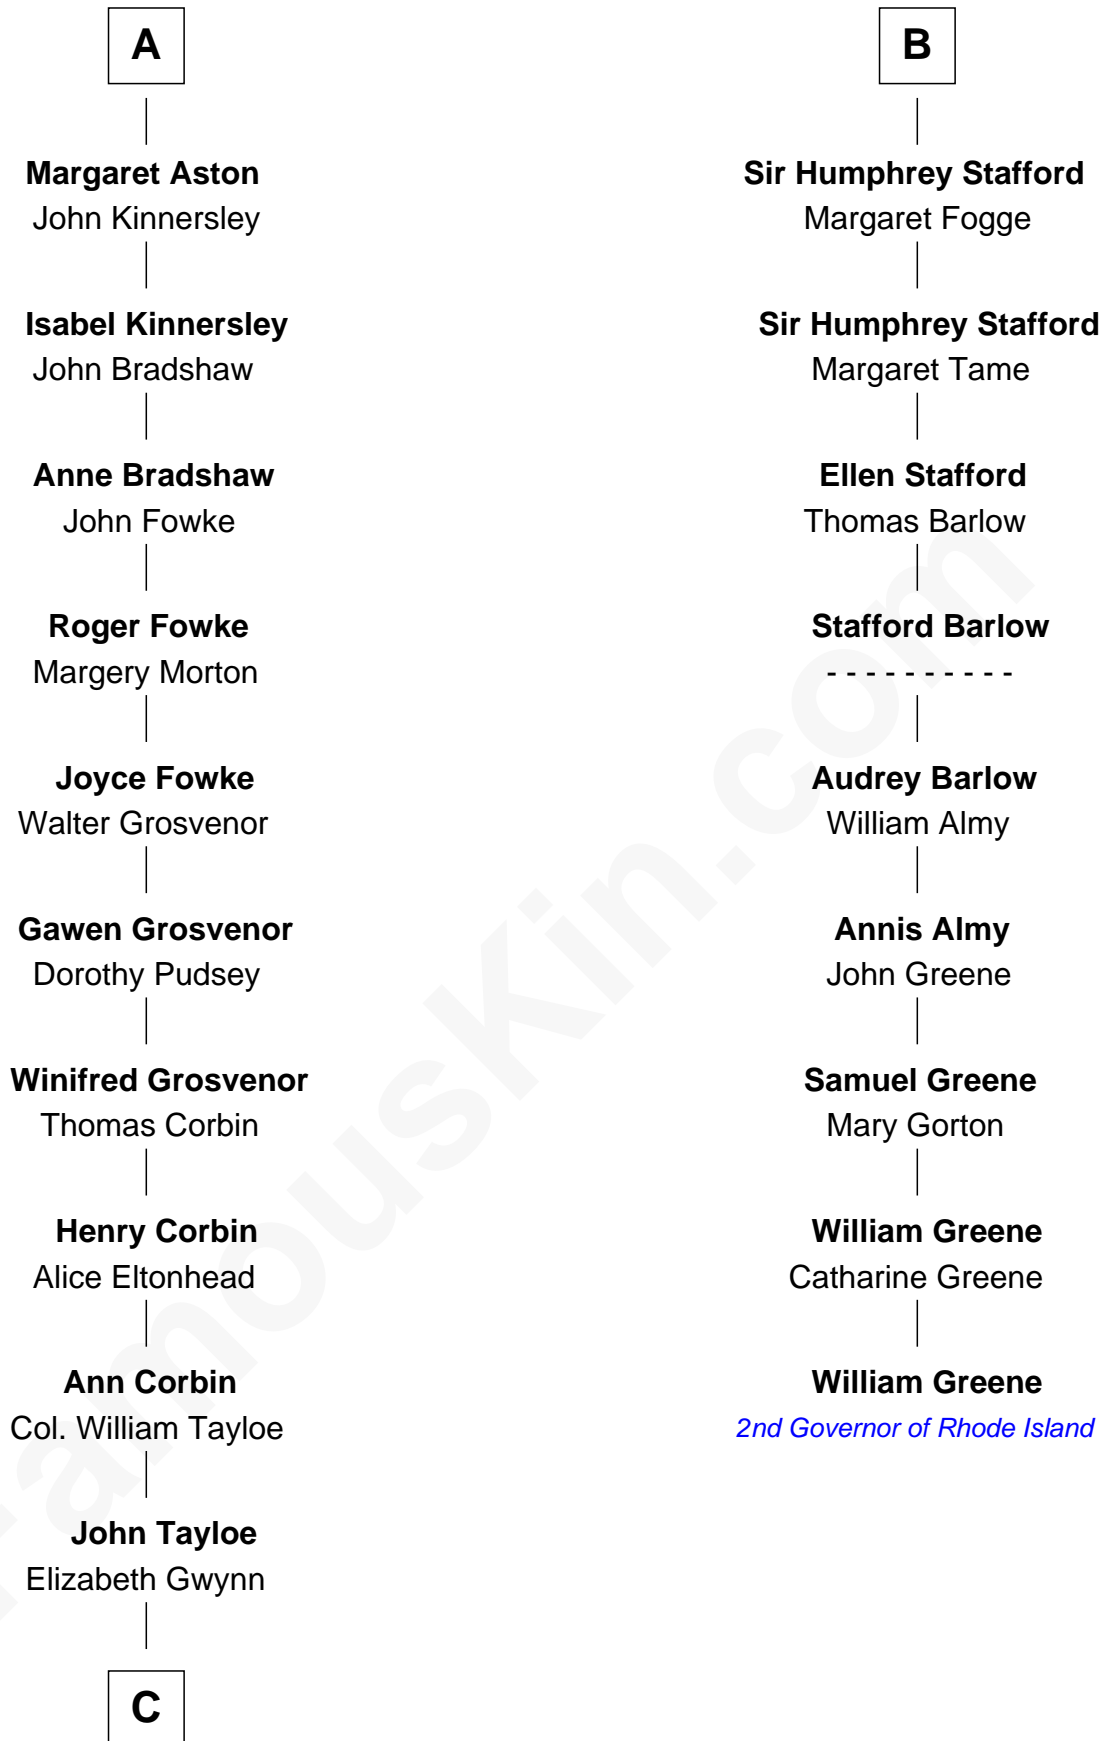 A
Margaret Aston
John Kinnersley
Isabel Kinnersley
John Bradshaw
Anne Bradshaw
John Fowke
Roger Fowke
Margery Morton
Joyce Fowke
Walter Grosvenor
Gawen Grosvenor
Dorothy Pudsey
Winifred Grosvenor
Thomas Corbin
Henry Corbin
Alice Eltonhead
Ann Corbin
Col. William Tayloe
John Tayloe
Elizabeth Gwynn
C
B
Sir Humphrey Stafford
Margaret Fogge
Sir Humphrey Stafford
Margaret Tame
Ellen Stafford
Thomas Barlow
Stafford Barlow
- - - - - - - - - -
Audrey Barlow
William Almy
Annis Almy
John Greene
Samuel Greene
Mary Gorton
William Greene
Catharine Greene
William Greene
2nd Governor of Rhode Island
FamousKin.com